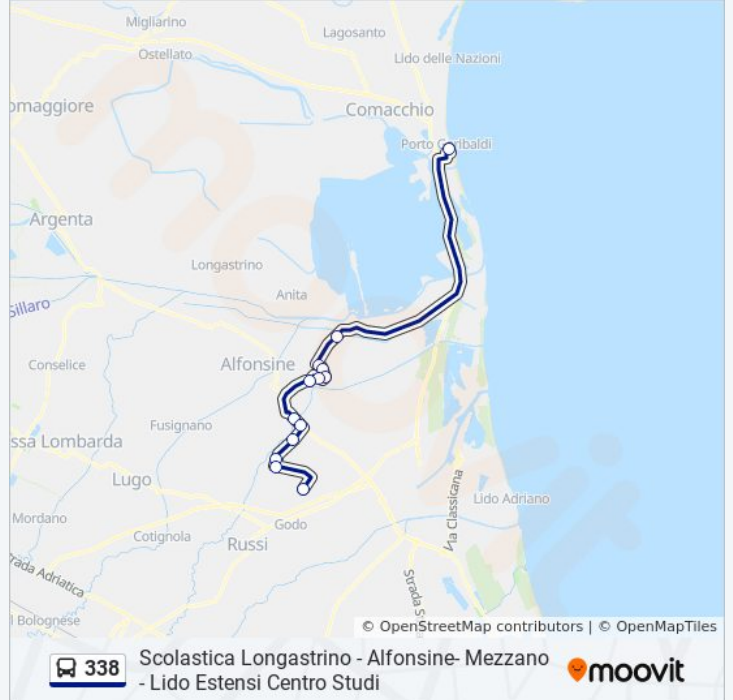 Migliarino
Lagosanto
Ostellato
Lido delle Nazioni
omaggiore
Comacchio
Porto Garibaldi
Argenta
Longastrino
Anita
Sillaro
Conselice
Alfonsine
Fusignano
ssa Lombarda
Lugo
Mordano
Godo
Cotignola
Russi
Via Classicana
Lido Adriano
rada Adriatica
Strada S
l Bolognese
© OpenStreetMap contributors | © OpenMapTiles
338
Scolastica Longastrino - Alfonsine- Mezzano
- Lido Estensi Centro Studi
moovit